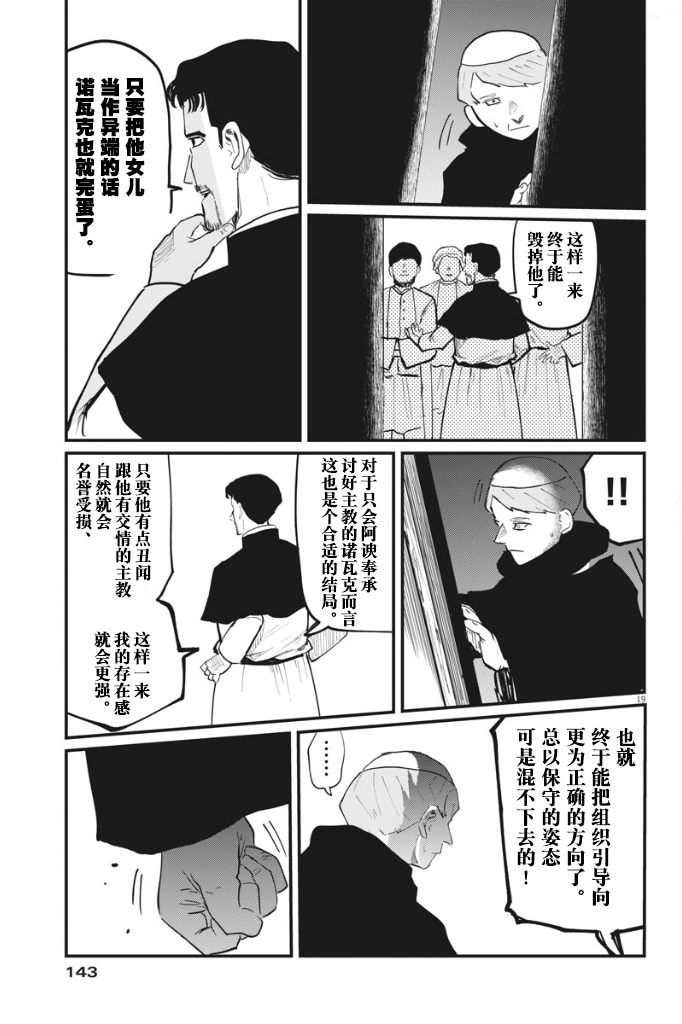 这样一来
终于能
毁掉他了。
只要把他女儿
当作异端的话
诺瓦克也就完蛋了。
!!
19
对于只会阿谀奉承
讨好主教的诺瓦克而言
这也是个合适的结局。
只要他有点丑闻
跟他有交情的主教
自然就会
名誉受损、
这样一来
我的存在感
就会更强。
也就
终于能把组织引导向
更为正确的方向了。
总以保守的姿态
可是混不下去的！
……
143